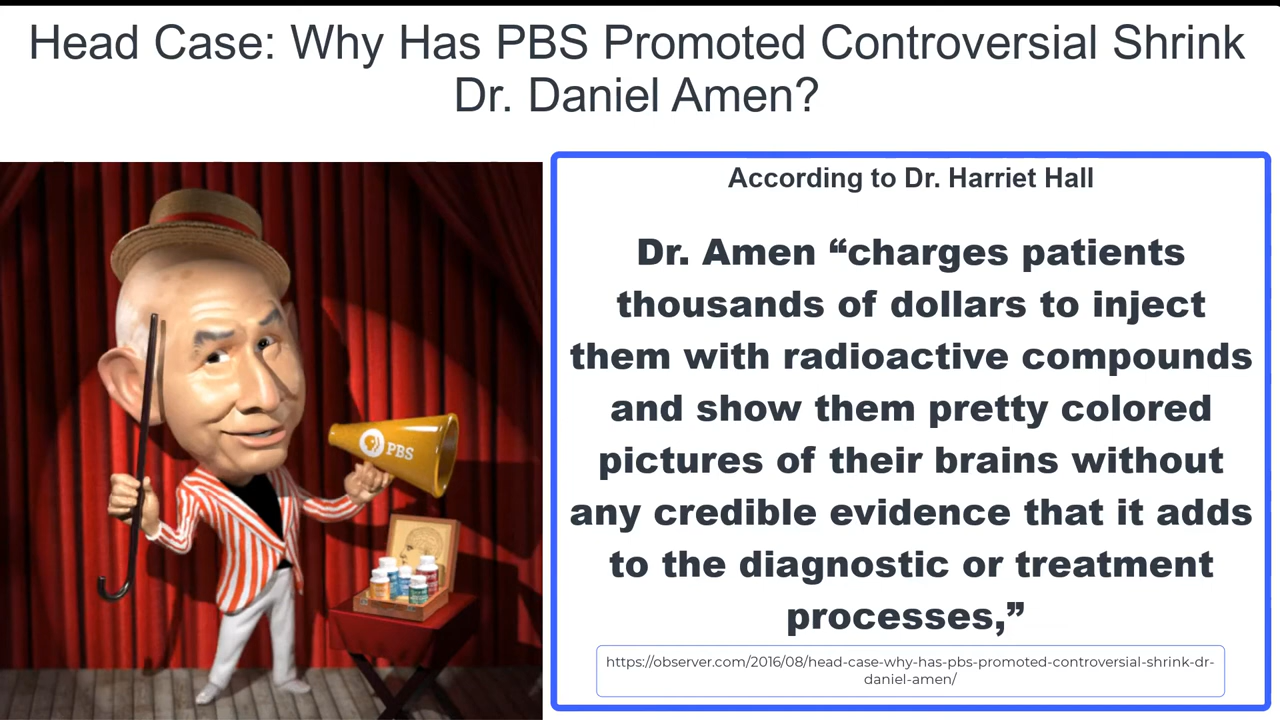 Head Case: Why Has PBS Promoted Controversial Shrink
Dr. Daniel Amen?
PBS
According to Dr. Harriet Hall
Dr. Amen “charges patients
thousands of dollars to inject
them with radioactive compounds
and show them pretty colored
pictures of their brains without
any credible evidence that it adds
to the diagnostic or treatment
processes,”
https://observer.com/2016/08/head-case-why-has-pbs-promoted-controversial-shrink-dr-
daniel-amen/